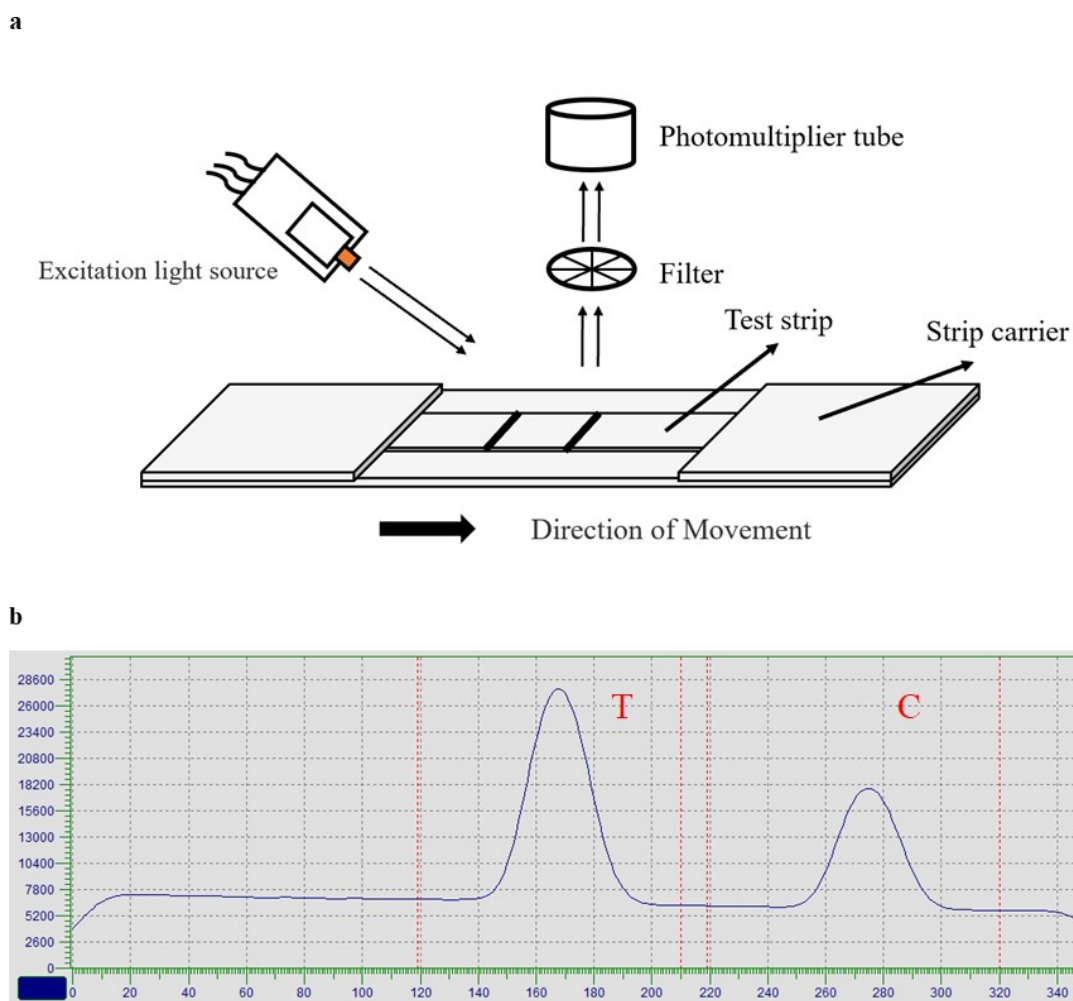 a
Photomultiplier tube
Excitation light source
Filter
Test strip
Strip carrier
Direction of Movement
b
T
C
28600
26000
23400
20800
18200
15600
13000
10400
7800
5200
2600
0
0 20 40 60 80 100 120 140 160 180 200 220 240 260 280 300 320 340